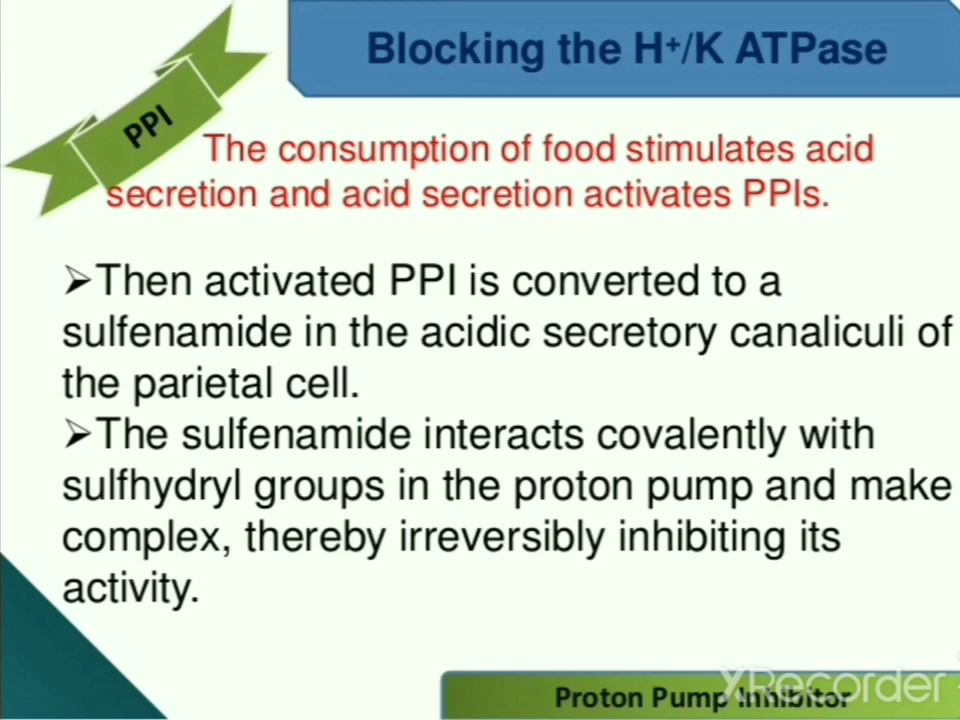 Blocking the H⁺/K ATPase
PPI
The consumption of food stimulates acid
secretion and acid secretion activates PPIs.
➢Then activated PPI is converted to a
sulfenamide in the acidic secretory canaliculi of
the parietal cell.
➢The sulfenamide interacts covalently with
sulfhydryl groups in the proton pump and make
complex, thereby irreversibly inhibiting its
activity.
Proton Pump Inhibitor
XRecorder